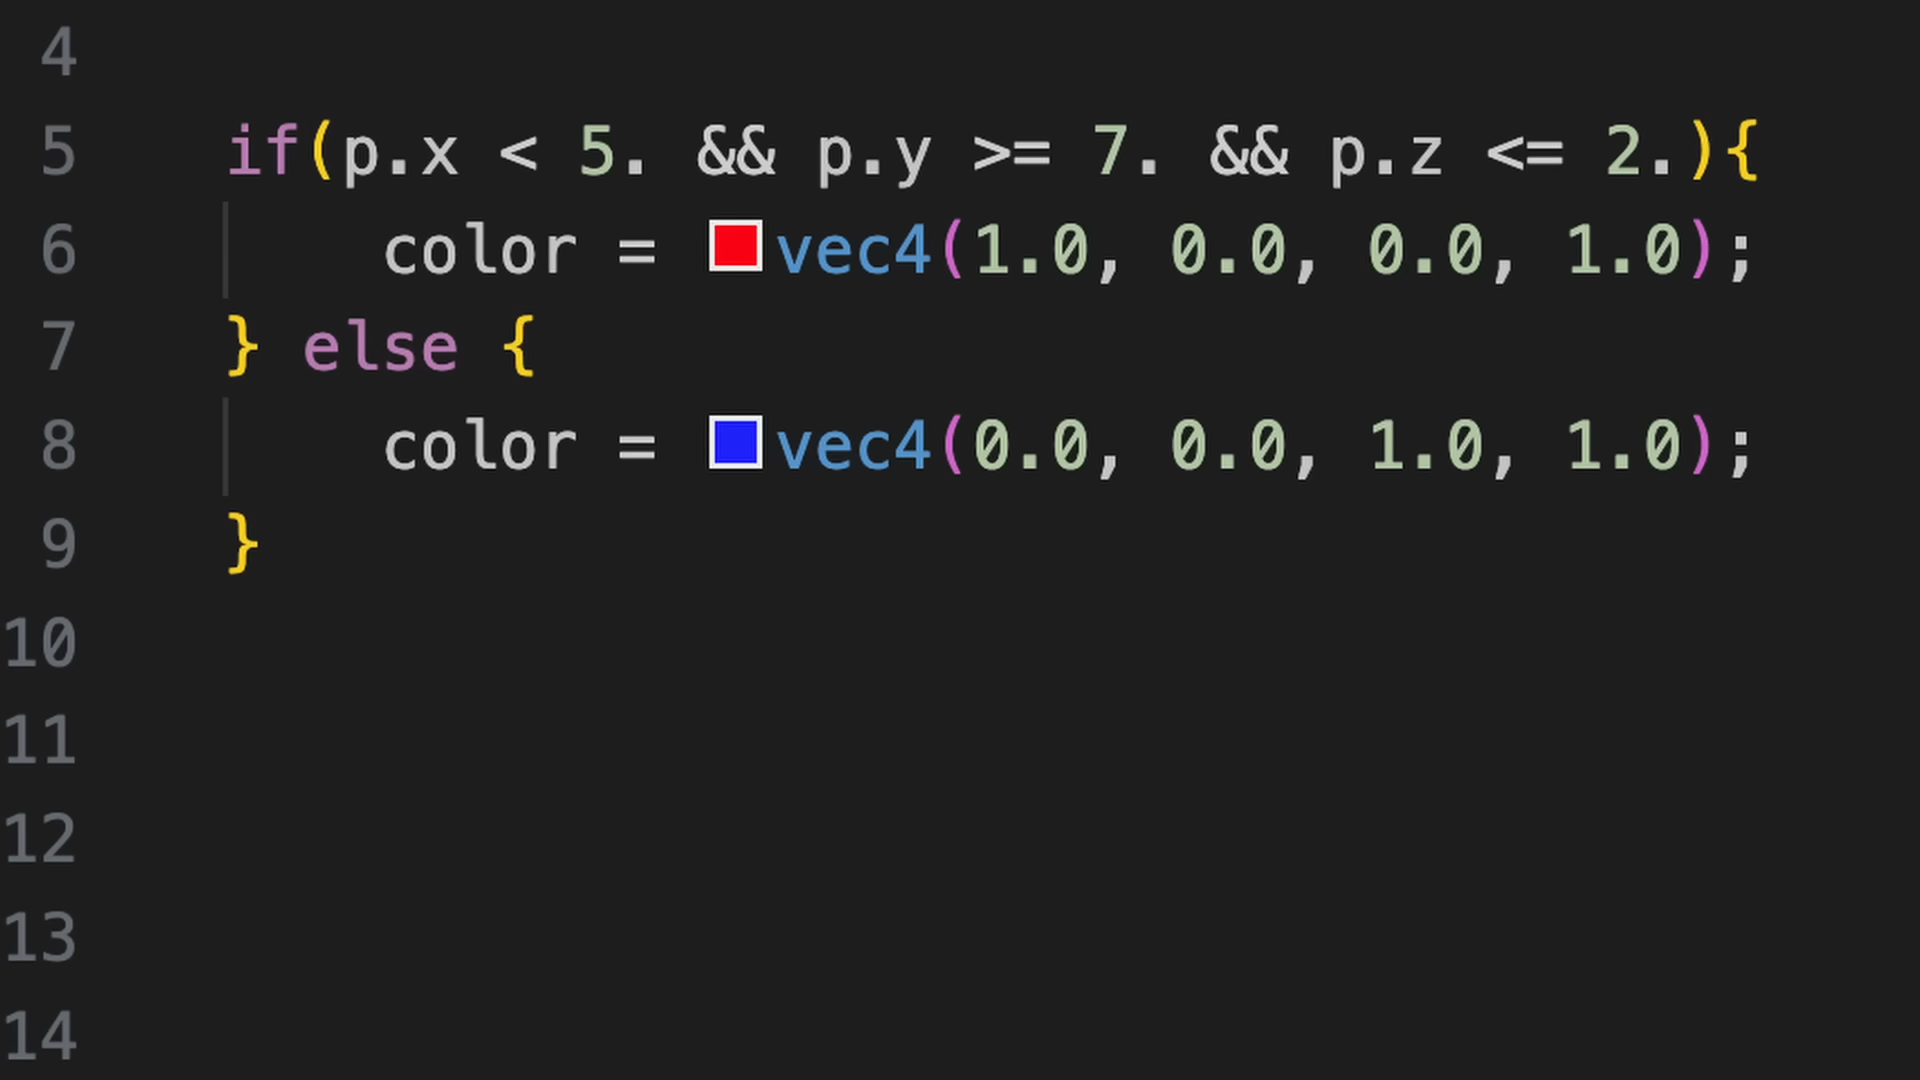 4
5 if(p.x < 5. && p.y >= 7. && p.z <= 2.){
6 color = vec4(1.0, 0.0, 0.0, 1.0);
7 } else {
8 color = vec4(0.0, 0.0, 1.0, 1.0);
9 }
10
11
12
13
14